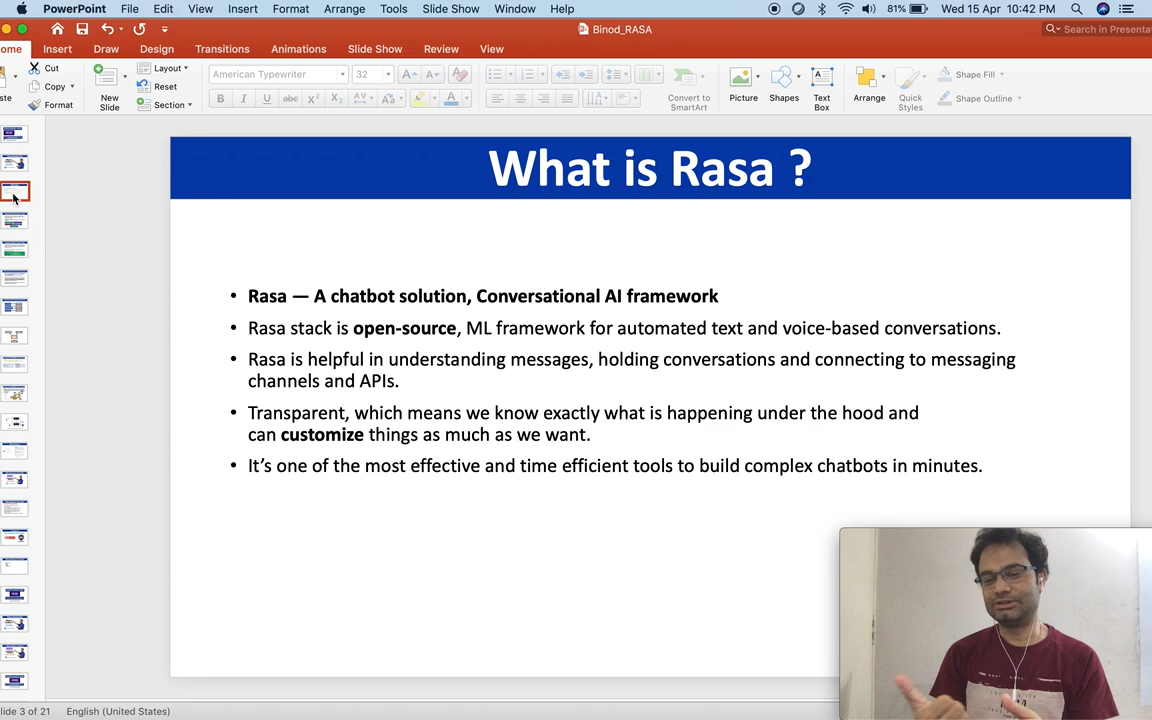 PowerPoint File Edit View Insert Format Arrange Tools Slide Show Window Help 81% Wed 15 Apr 10:42 PM
Binod_RASA
Search in Presenta
ome Insert Draw Design Transitions Animations Slide Show Review View
ste
Cut
Copy
Format
New Slide
Layout
Reset
Section
American Typewriter 32
Convert to SmartArt
Picture
Shapes
Text Box
Arrange
Quick Styles
Shape Fill
Shape Outline
What is Rasa ?
• Rasa — A chatbot solution, Conversational AI framework
• Rasa stack is open-source, ML framework for automated text and voice-based conversations.
• Rasa is helpful in understanding messages, holding conversations and connecting to messaging
channels and APIs.
• Transparent, which means we know exactly what is happening under the hood and
can customize things as much as we want.
• It’s one of the most effective and time efficient tools to build complex chatbots in minutes.
lide 3 of 21 English (United States)